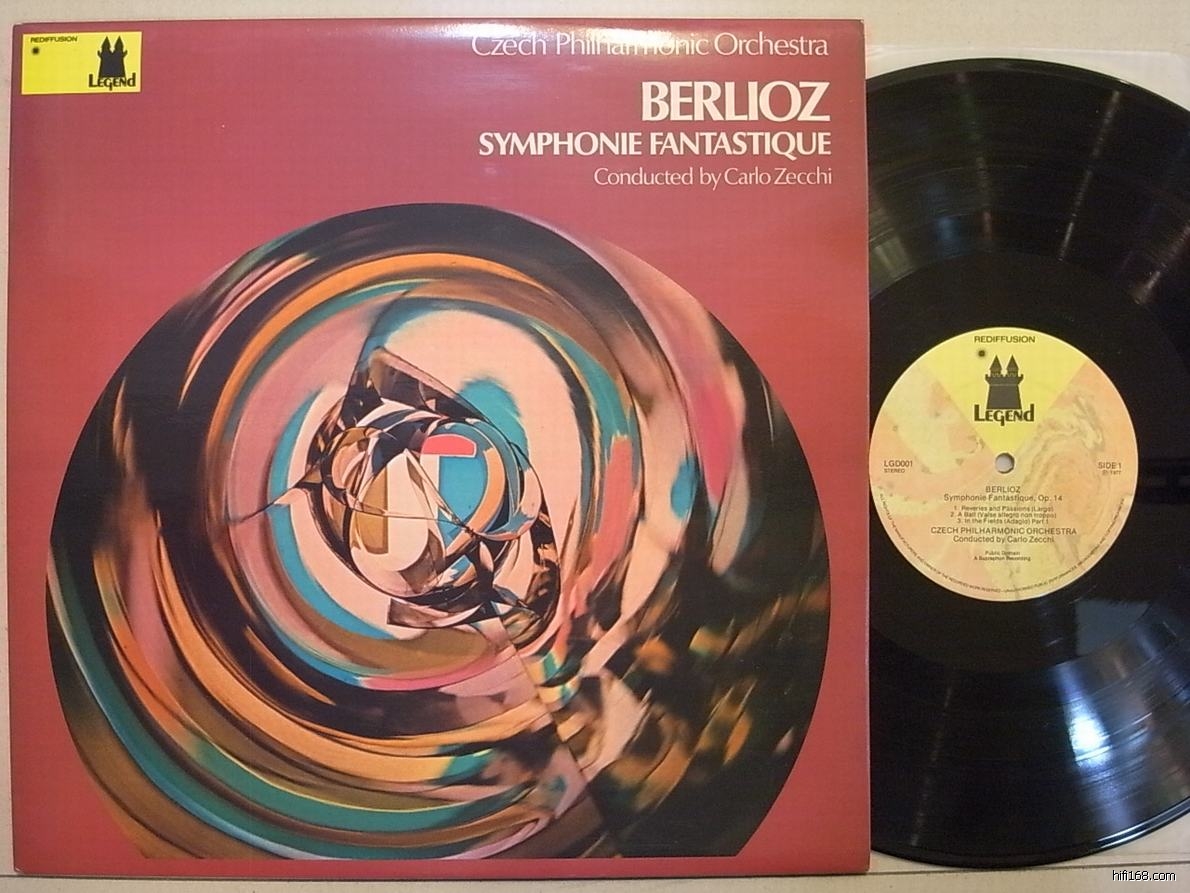 REDIFFUSION
LEGEND
Czech Philharmonic Orchestra
BERLIOZ
SYMPHONIE FANTASTIQUE
Conducted by Carlo Zecchi
REDIFFUSION
LEGEND
LGD001
STEREO
SIDE 1
℗ 1977
BERLIOZ
Symphonie Fantastique, Op. 14
1. Reveries and Passions (Largo)
2. A Ball (Valse allegro non troppo)
3. In the Fields (Adagio) Part 1
CZECH PHILHARMONIC ORCHESTRA
Conducted by Carlo Zecchi
Public Domain
A Supraphon Recording
hifi168.com